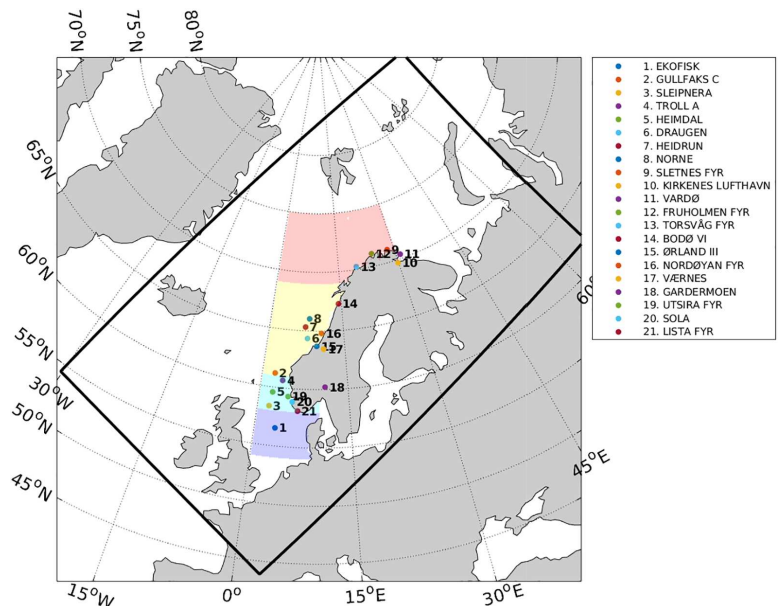 70°N
75°N
80°N
65°N
60°N
55°N
30°W
50°N
45°N
15°W
0°
15°E
30°E
45°E
1
2
3
4
5
6
7
8
9
10
11
12
13
14
16
17
18
19
20
21
1. EKOFISK
2. GULLFAKS C
3. SLEIPNERA
4. TROLL A
5. HEIMDAL
6. DRAUGEN
7. HEIDRUN
8. NORNE
9. SLETNES FYR
10. KIRKENES LUFTHAVN
11. VARDØ
12. FRUHOLMEN FYR
13. TORSVÅG FYR
14. BODØ VI
15. ØRLAND III
16. NORDØYAN FYR
17. VÆRNES
18. GARDERMOEN
19. UTSIRA FYR
20. SOLA
21. LISTA FYR